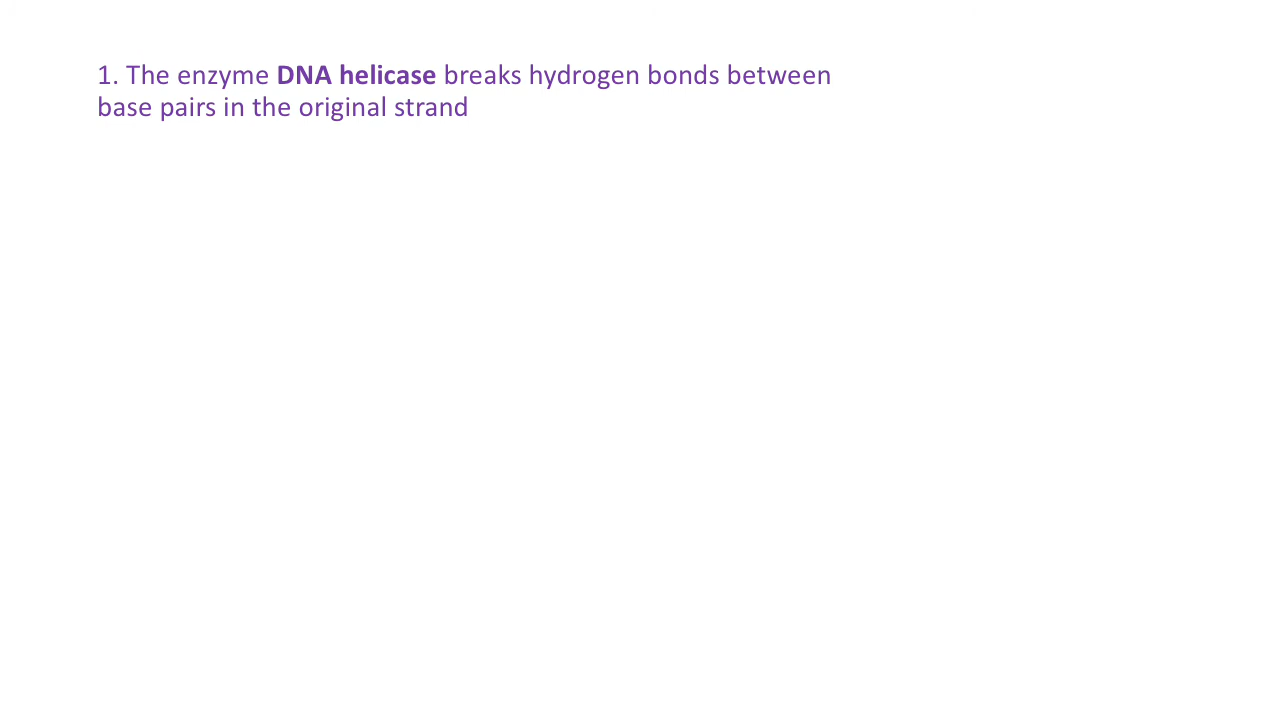 1. The enzyme DNA helicase breaks hydrogen bonds between
base pairs in the original strand